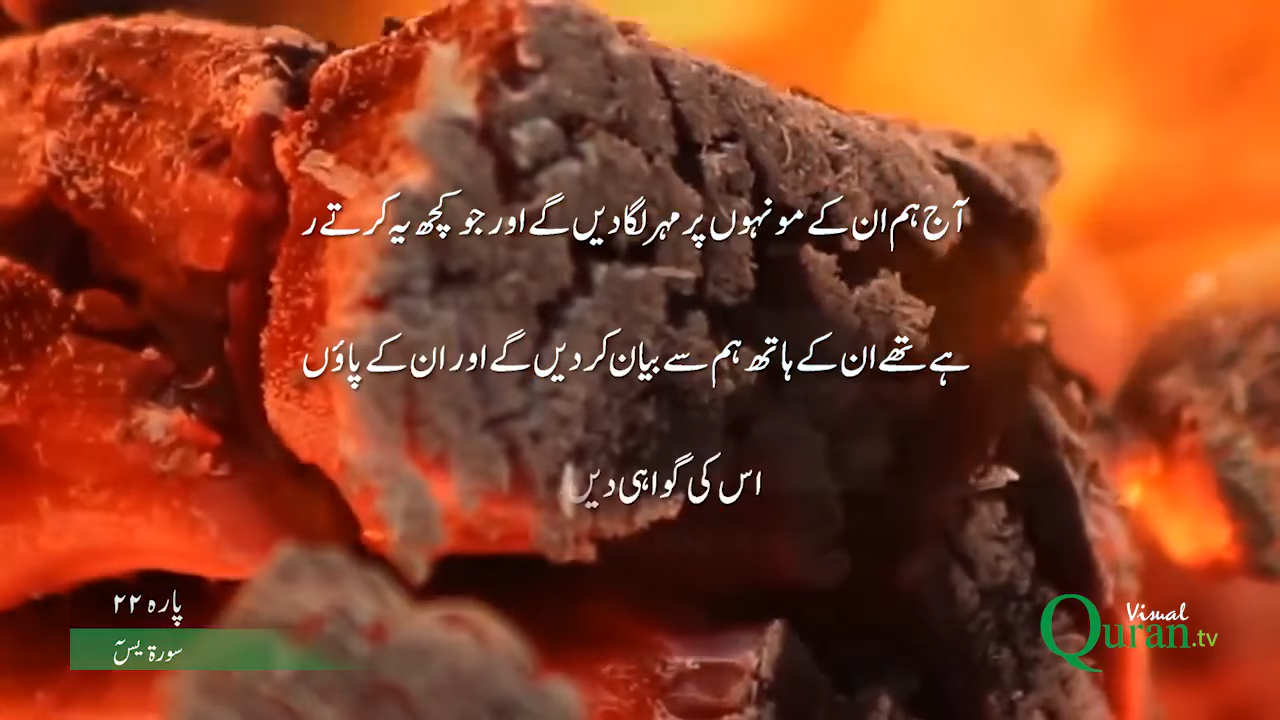 آج ہم ان کے مونہوں پر مہر لگا دیں گے اور جو کچھ یہ کرتے ر
ہے تھے ان کے ہاتھ ہم سے بیان کر دیں گے اور ان کے پاؤں
اس کی گواہی دیں
پارہ ۲۲
سورۃ یسٓ
Visual
Quran.tv